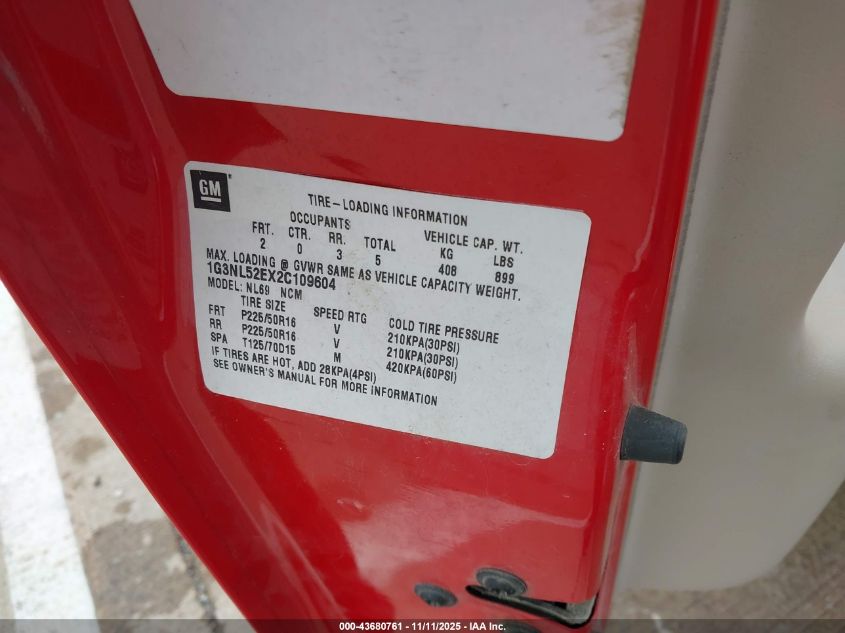 GM
TIRE-LOADING INFORMATION
OCCUPANTS VEHICLE CAP. WT.
FRT. CTR. RR. TOTAL KG LBS
2 0 3 5 408 899
MAX. LOADING @ GVWR SAME AS VEHICLE CAPACITY WEIGHT.
1G3NL52EX2C109604
MODEL: NL69 NCM
TIRE SIZE SPEED RTG COLD TIRE PRESSURE
FRT P225/50R16 V 210KPA(30PSI)
RR P225/50R16 V 210KPA(30PSI)
SPA T125/70D15 M 420KPA(60PSI)
IF TIRES ARE HOT, ADD 28KPA(4PSI)
SEE OWNER'S MANUAL FOR MORE INFORMATION
000-43680761 - 11/11/2025 - IAA Inc.